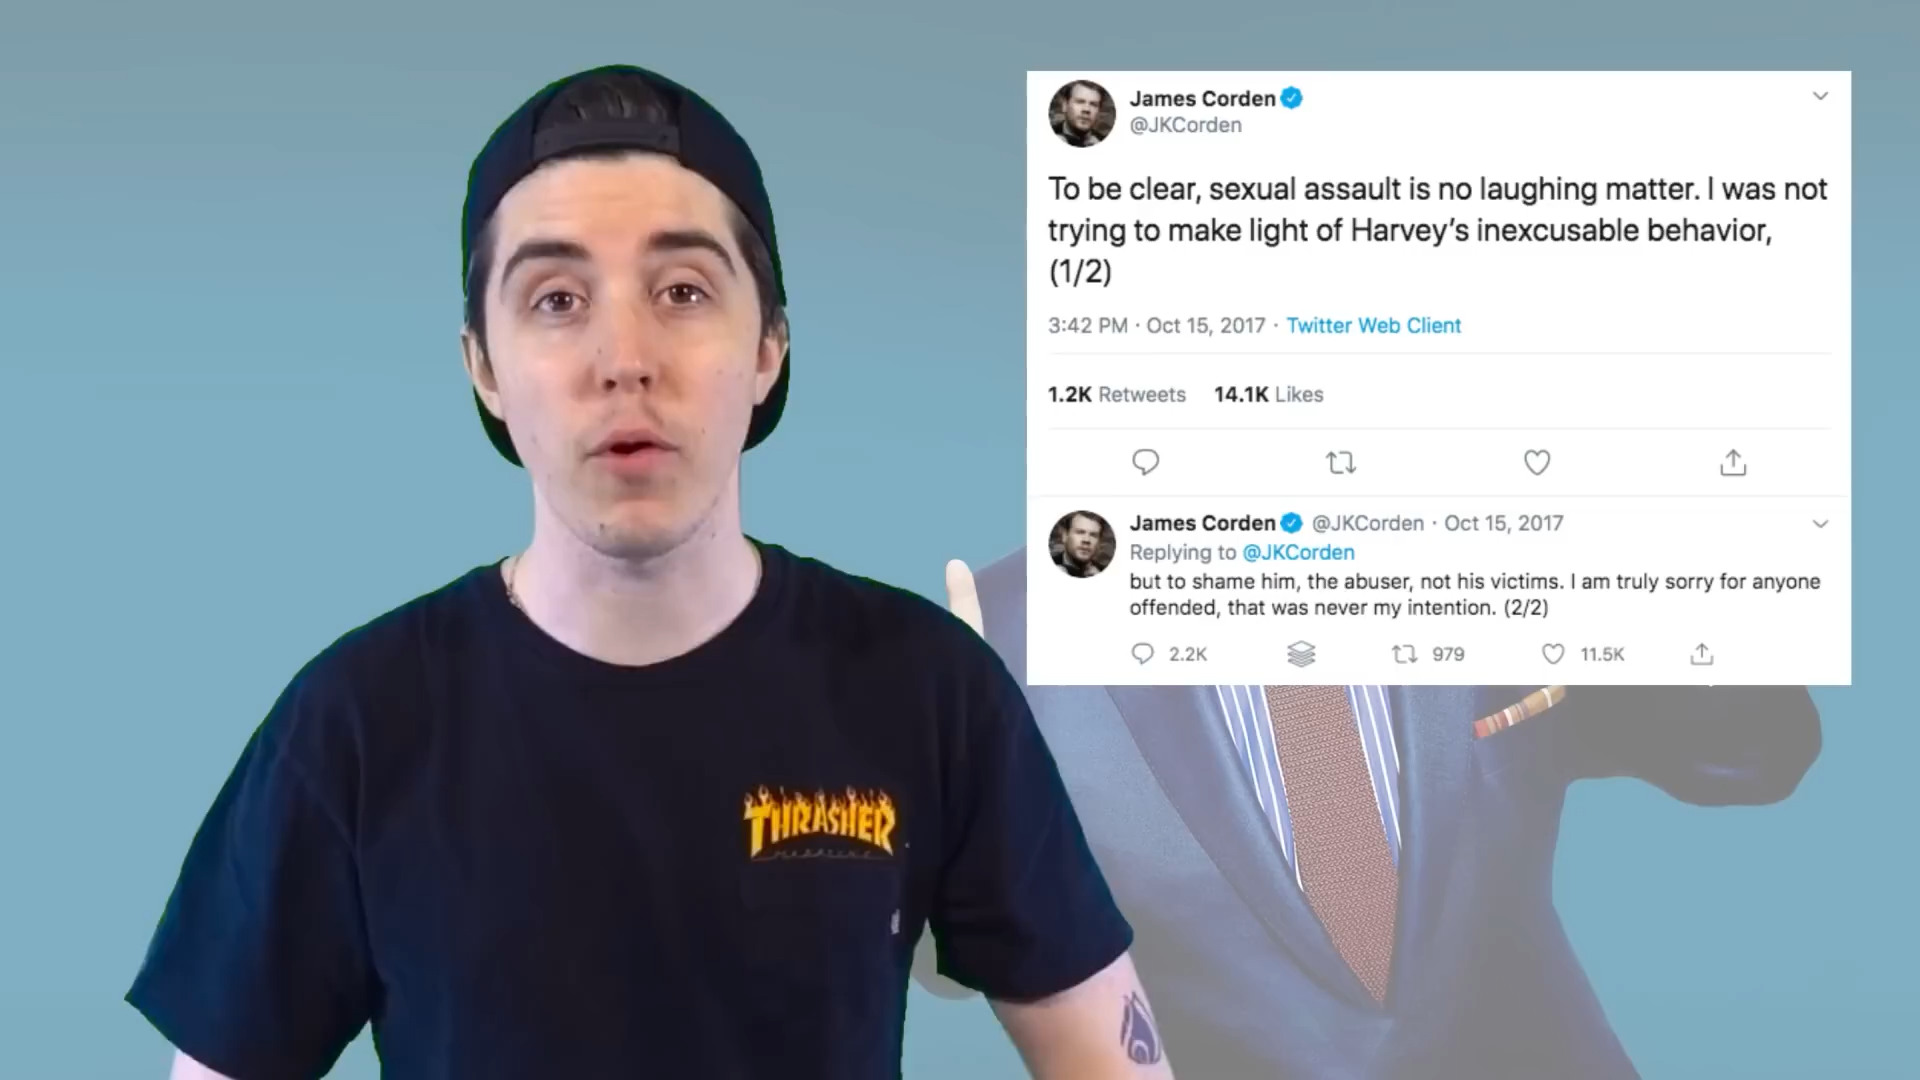 James Corden
@JKCorden
To be clear, sexual assault is no laughing matter. I was not
trying to make light of Harvey's inexcusable behavior,
(1/2)
3:42 PM · Oct 15, 2017 · Twitter Web Client
1.2K Retweets 14.1K Likes
James Corden @JKCorden · Oct 15, 2017
Replying to @JKCorden
but to shame him, the abuser, not his victims. I am truly sorry for anyone
offended, that was never my intention. (2/2)
2.2K 979 11.5K
THRASHER
MAGAZINE